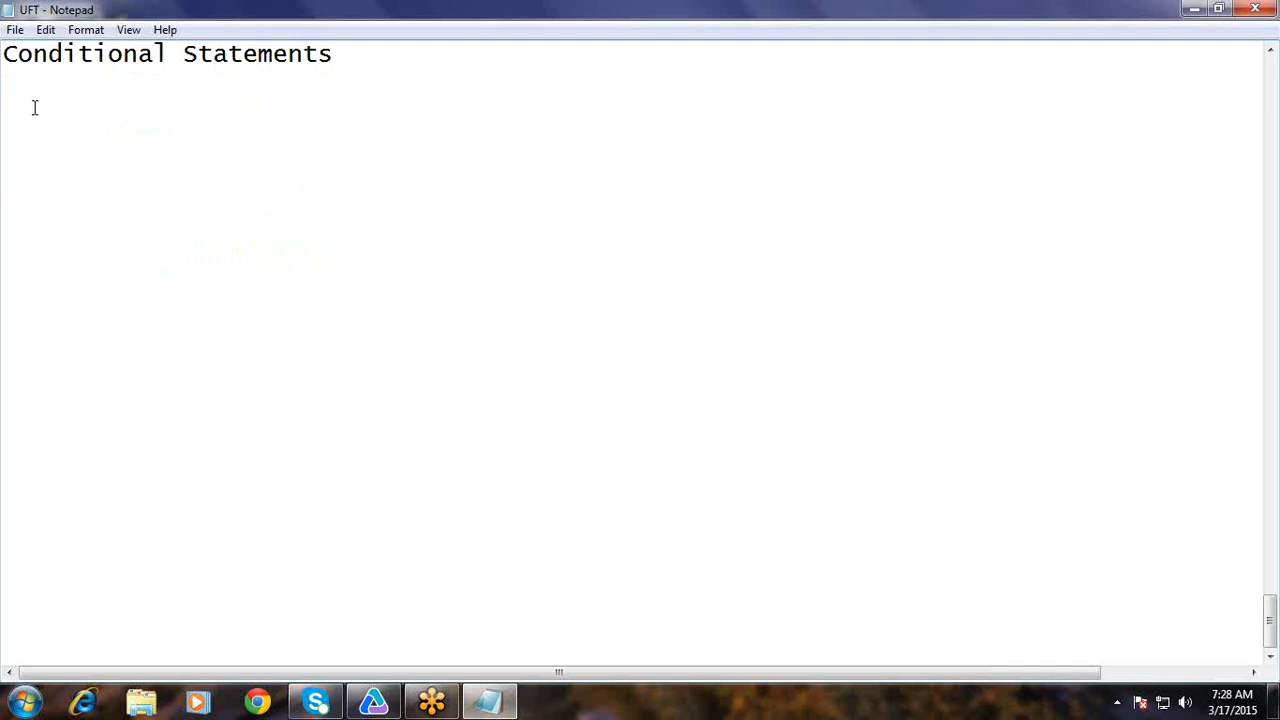 UFT - Notepad
File Edit Format View Help
Conditional Statements
7:28 AM
3/17/2015